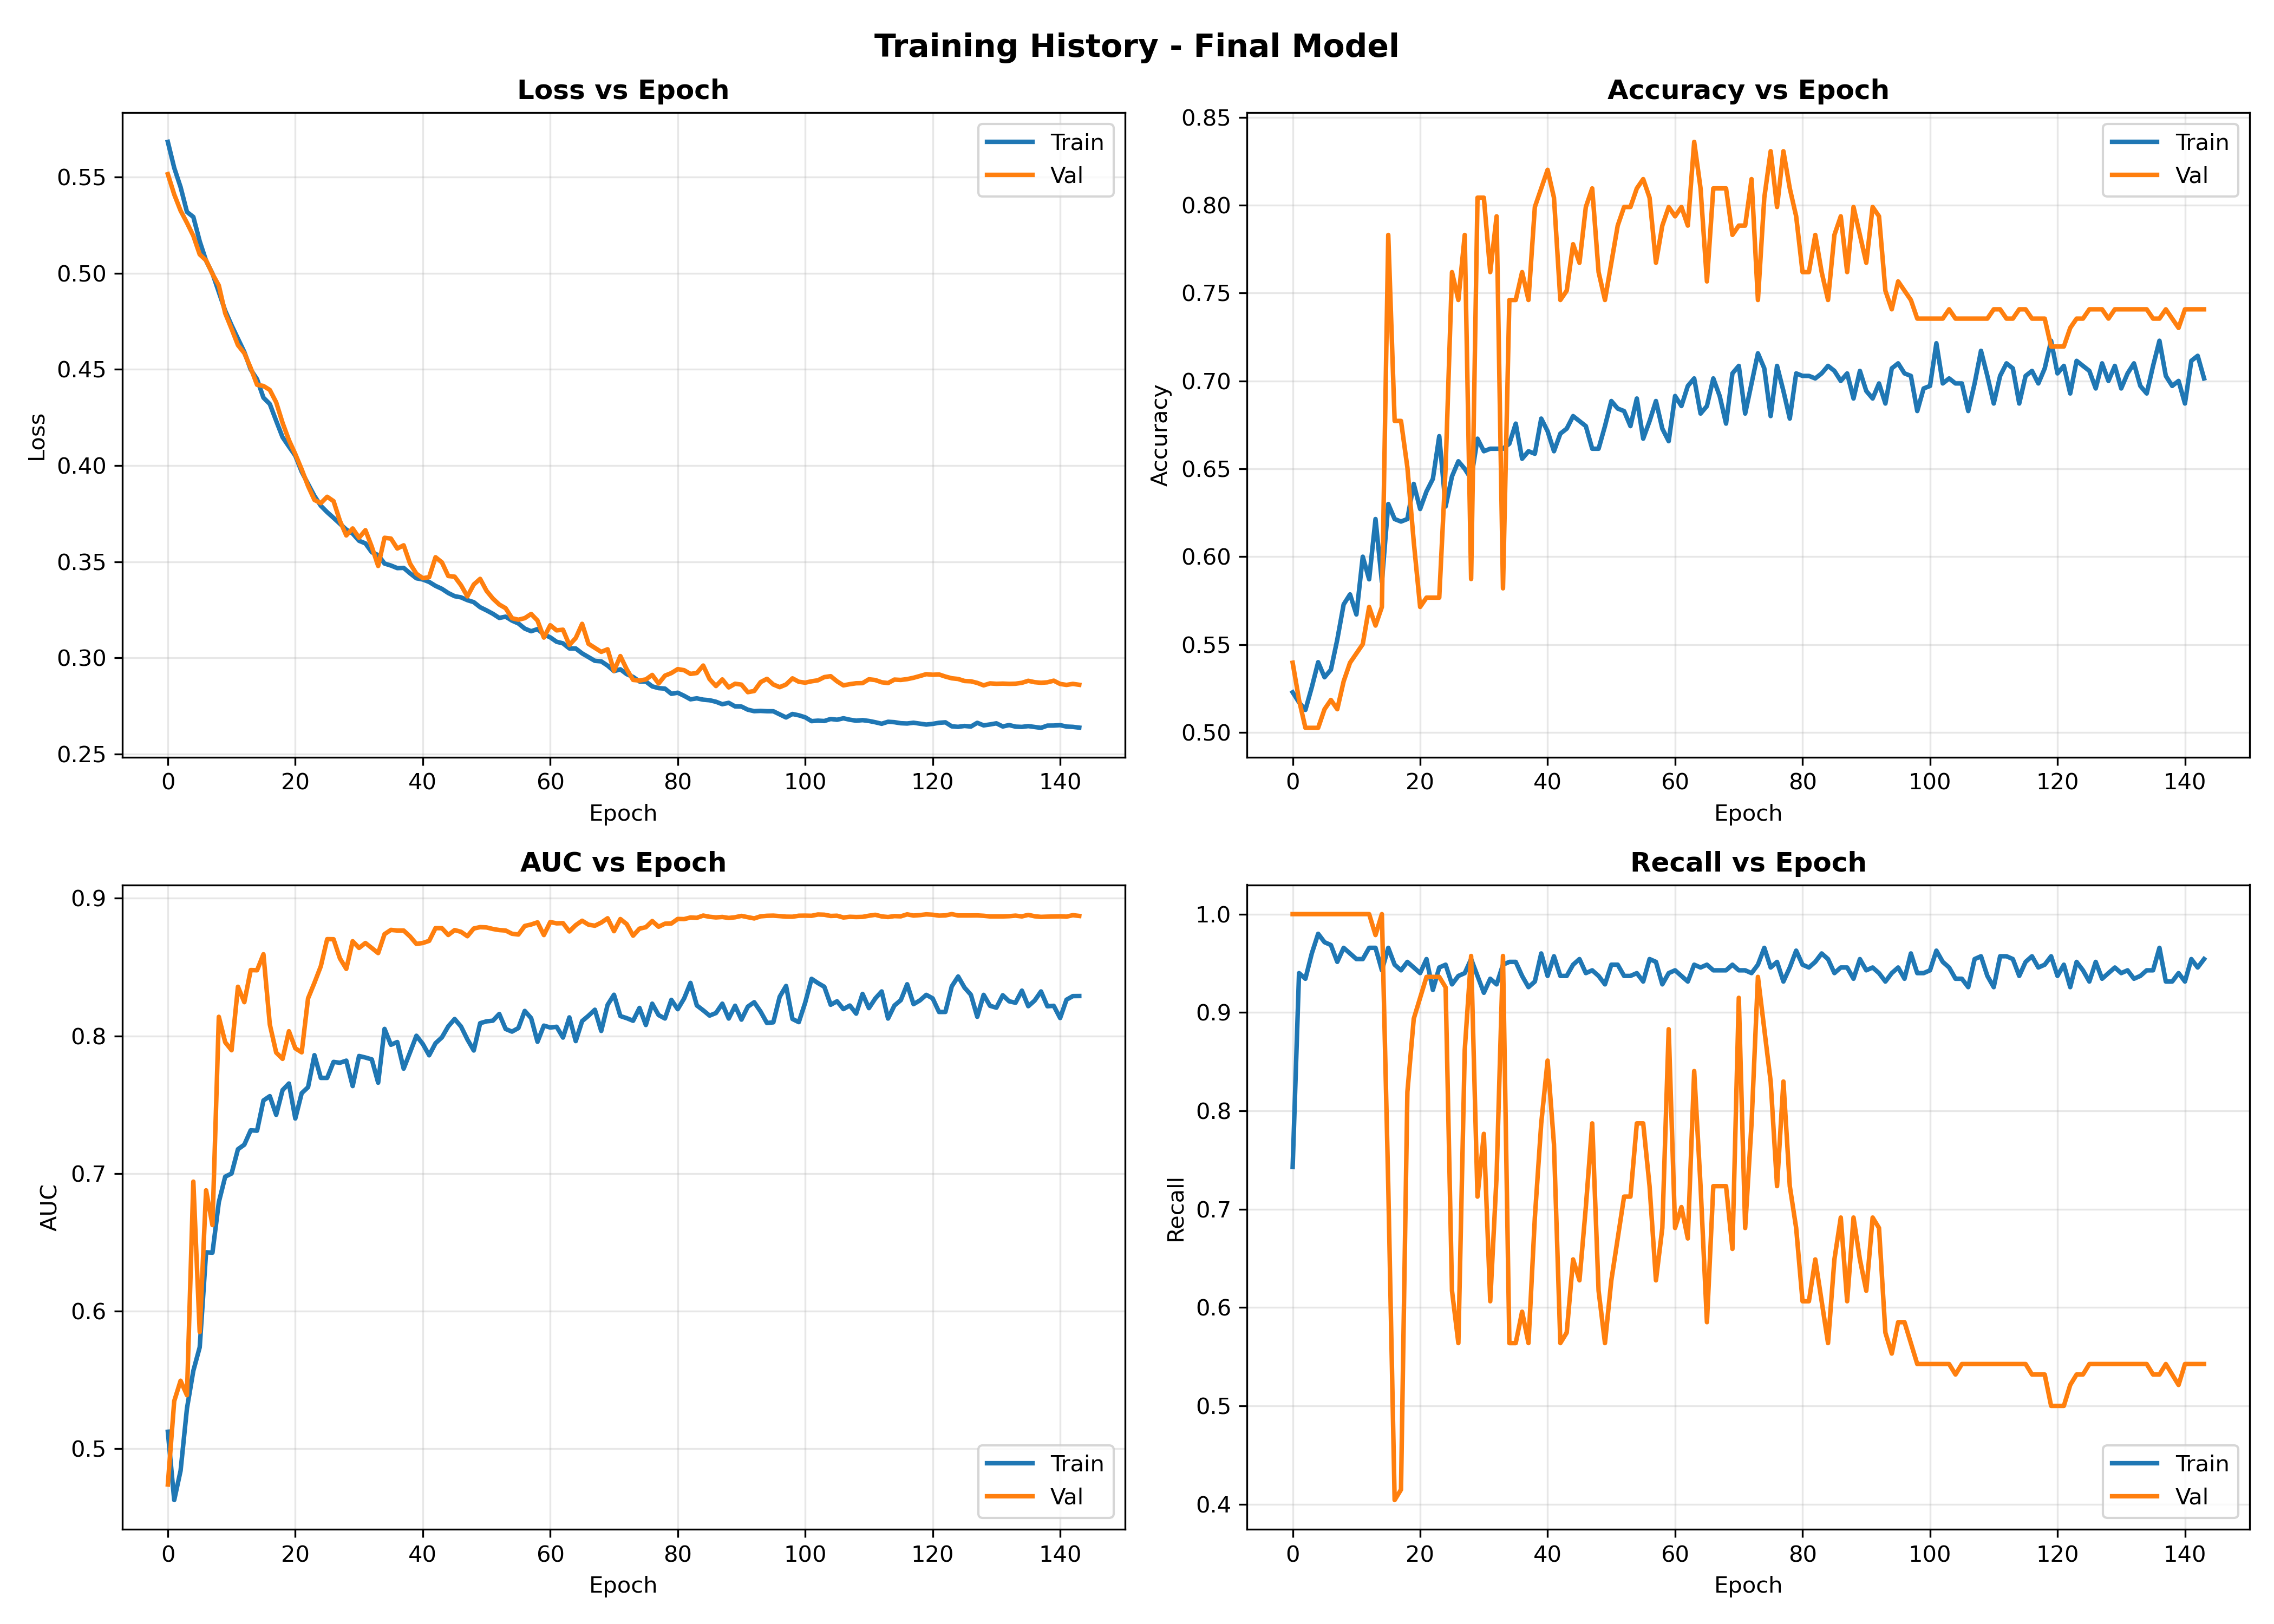 Training History - Final Model
Loss vs Epoch
Loss
0.55
0.50
0.45
0.40
0.35
0.30
0.25
0 20 40 60 80 100 120 140
Epoch
Train
Val
Accuracy vs Epoch
Accuracy
0.85
0.80
0.75
0.70
0.65
0.60
0.55
0.50
0 20 40 60 80 100 120 140
Epoch
Train
Val
AUC vs Epoch
AUC
0.9
0.8
0.7
0.6
0.5
0 20 40 60 80 100 120 140
Epoch
Train
Val
Recall vs Epoch
Recall
1.0
0.9
0.8
0.7
0.6
0.5
0.4
0 20 40 60 80 100 120 140
Epoch
Train
Val